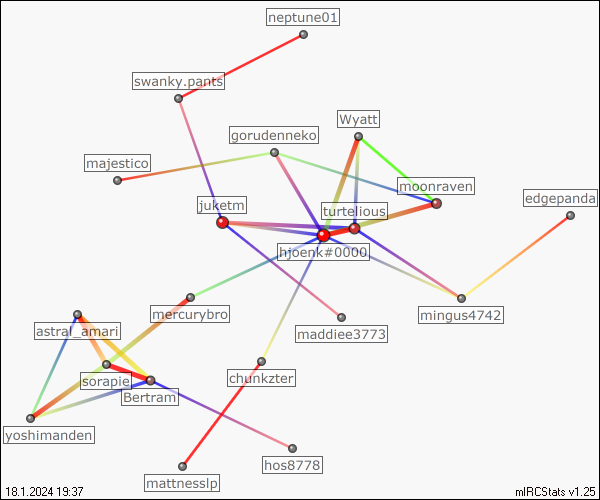 neptune01
swanky.pants
Wyatt
gorudenneko
majestico
moonraven
edgepanda
juketm
turtelious
hjoenk#0000
mercurybro
mingus4742
astral_amari
maddiee3773
sorapie
chunkzter
Bertram
yoshimanden
hos8778
mattnesslp
18.1.2024 19:37
mIRCStats v1.25